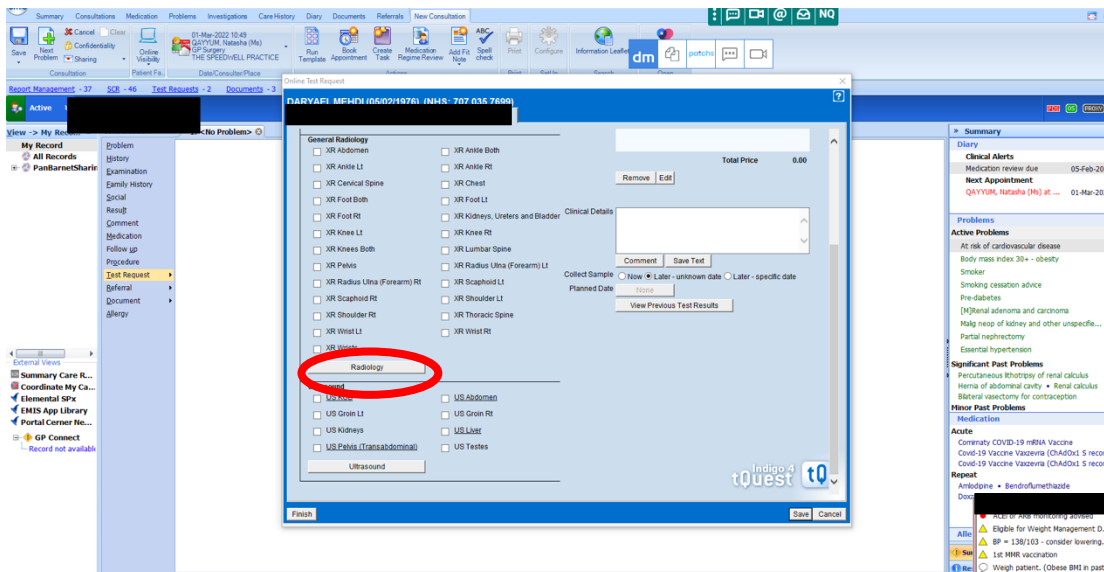 NQ
Summary Consultations Medication Problems Investigations Care History Diary Documents Referrals New Consultation
Save
Next Problem
Cancel Clear
Confidentiality
Sharing
Online Visibility
01-Mar-2022 10:49
QAYYUM, Natasha (Ms)
GP Surgery
THE SPEEDWELL PRACTICE
Run Template
Book Appointment
Create Task
Medication Regime Review
Add Fit Note
ABC
Spell check
Print
Configure
Information Leaflet
dm
patchs
Consultation Patient Fa.. Date/Consulter/Place Actions Print SetUp Search Open
Report Management - 37 SCR - 46 Test Requests - 2 Documents - 3
Active
View -> My Re
<No Problem>
My Record
All Records
PanBarnetSharin
Problem
History
Examination
Family History
Social
Result
Comment
Medication
Follow up
Procedure
Test Request
Referral
Document
Allergy
External Views
Summary Care R...
Coordinate My Ca...
Elemental SPx
EMIS App Library
Portal Cerner Ne...
GP Connect
Record not availabl
Online Test Request
DARYAEI, MEHDI (05/02/1976) (NHS: 707 035 7699)
General Radiology
XR Abdomen XR Ankle Both
XR Ankle Lt XR Ankle Rt
XR Cervical Spine XR Chest
XR Foot Both XR Foot Lt
XR Foot Rt XR Kidneys, Ureters and Bladder
XR Knee Lt XR Knee Rt
XR Knees Both XR Lumbar Spine
XR Pelvis XR Radius Ulna (Forearm) Lt
XR Radius Ulna (Forearm) Rt XR Scaphoid Lt
XR Scaphoid Rt XR Shoulder Lt
XR Shoulder Rt XR Thoracic Spine
XR Wrist Lt XR Wrist Rt
XR Wrists
Radiology
US Abdomen
US Groin Lt US Groin Rt
US Kidneys US Liver
US Pelvis (Transabdominal) US Testes
Ultrasound
Total Price 0.00
Remove Edit
Clinical Details
Comment Save Text
Collect Sample Now Later - unknown date Later - specific date
Planned Date None
View Previous Test Results
Indigo 4
tQuest tQ
Finish Save Cancel
PDS OS PROXY
» Summary
Diary
Clinical Alerts
Medication review due 05-Feb-20
Next Appointment
QAYYUM, Natasha (Ms) at ... 01-Mar-20
Problems
Active Problems
At risk of cardiovascular disease
Body mass index 30+ - obesity
Smoker
Smoking cessation advice
Pre-diabetes
[M]Renal adenoma and carcinoma
Malig neop of kidney and other unspecifie...
Partial nephrectomy
Essential hypertension
Significant Past Problems
Percutaneous lithotripsy of renal calculus
Hernia of abdominal cavity • Renal calculus
Bilateral vasectomy for contraception
Minor Past Problems
Medication
Acute
Comirnaty COVID-19 mRNA Vaccine
Covid-19 Vaccine Vaxzevria (ChAdOx1 S recor
Covid-19 Vaccine Vaxzevria (ChAdOx1 S recor
Repeat
Amlodipine • Bendroflumethiazide
Doxa
ACEI or ARB monitoring advised
Eligible for Weight Management D.
Alle
BP = 138/103 - consider lowering.
1st MMR vaccination
Weigh patient. (Obese BMI in past